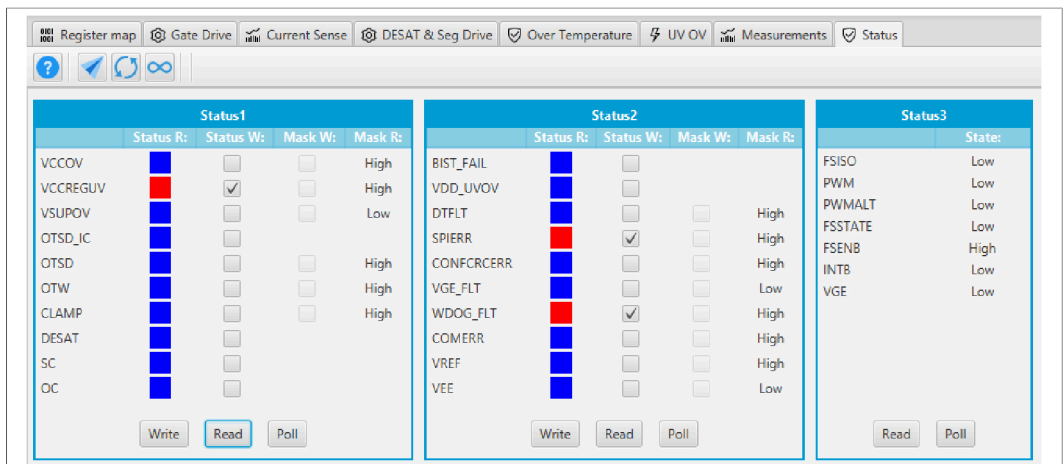 Register map Gate Drive Current Sense DESAT & Seg Drive Over Temperature UV OV Measurements Status
Status1
Status R: Status W: Mask W: Mask R:
VCCOV High
VCCREGUV High
VSUPOV Low
OTSD_IC
OTSD High
OTW High
CLAMP High
DESAT
SC
OC
Write Read Poll
Status2
Status R: Status W: Mask W: Mask R:
BIST_FAIL
VDD_UVOV
DTFLT High
SPIERR High
CONFCRCERR High
VGE_FLT Low
WDOG_FLT High
COMERR High
VREF High
VEE Low
Write Read Poll
Status3
State:
FSISO Low
PWM Low
PWMALT Low
FSSTATE Low
FSENB High
INTB Low
VGE Low
Read Poll